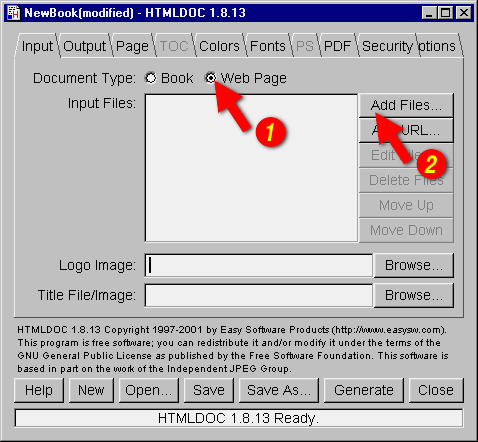 NewBook(modified) - HTMLDOC 1.8.13
Input Output Page TOC Colors Fonts PS PDF Security ptions
Document Type: Book Web Page
Input Files:
1
Add Files...
URL...
Edit
2
Delete Files
Move Up
Move Down
Logo Image: Browse...
Title File/Image: Browse...
HTMLDOC 1.8.13 Copyright 1997-2001 by Easy Software Products (http://www.easysw.com).
This program is free software; you can redistribute it and/or modify it under the terms of the
GNU General Public License as published by the Free Software Foundation. This software is
based in part on the work of the Independent JPEG Group.
Help New Open... Save Save As... Generate Close
HTMLDOC 1.8.13 Ready.